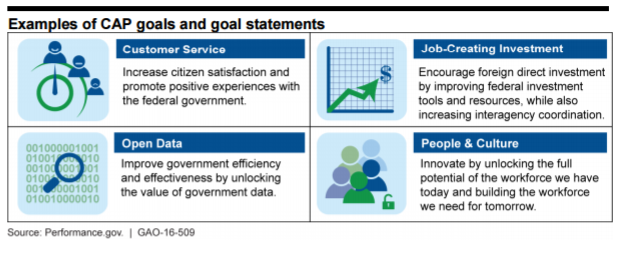 Examples of CAP goals and goal statements
Customer Service
Increase citizen satisfaction and
promote positive experiences with
the federal government.
Job-Creating Investment
$
Encourage foreign direct investment
by improving federal investment
tools and resources, while also
increasing interagency coordination.
Open Data
Improve government efficiency
and effectiveness by unlocking
the value of government data.
People & Culture
Innovate by unlocking the full
potential of the workforce we have
today and building the workforce
we need for tomorrow.
001000001001
010010000010
Source: Performance.gov. | GAO-16-509